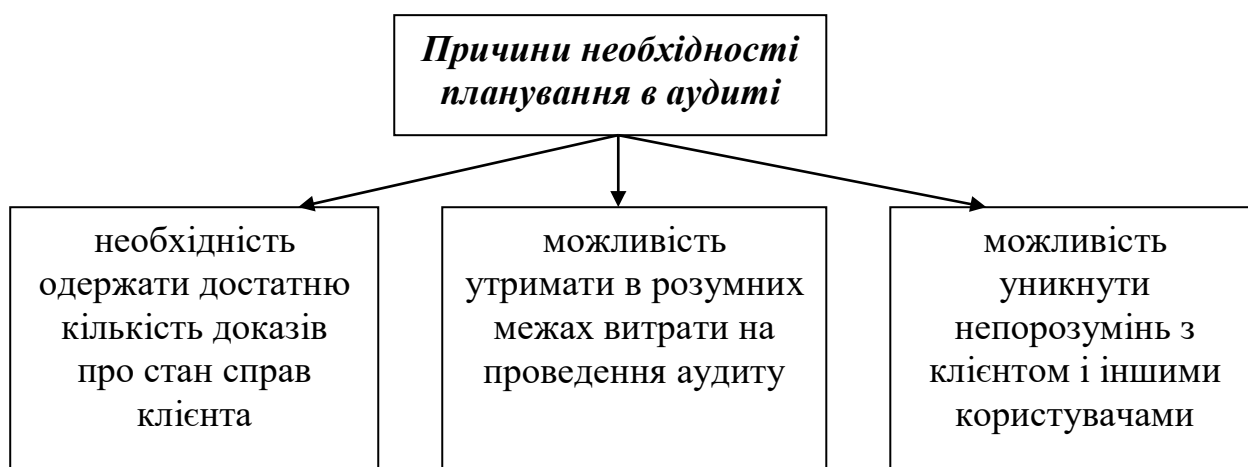 Причини необхідності
планування в аудиті
необхідність
одержати достатню
кількість доказів
про стан справ
клієнта
можливість
утримати в розумних
межах витрати на
проведення аудиту
можливість
уникнути
непорозумінь з
клієнтом і іншими
користувачами